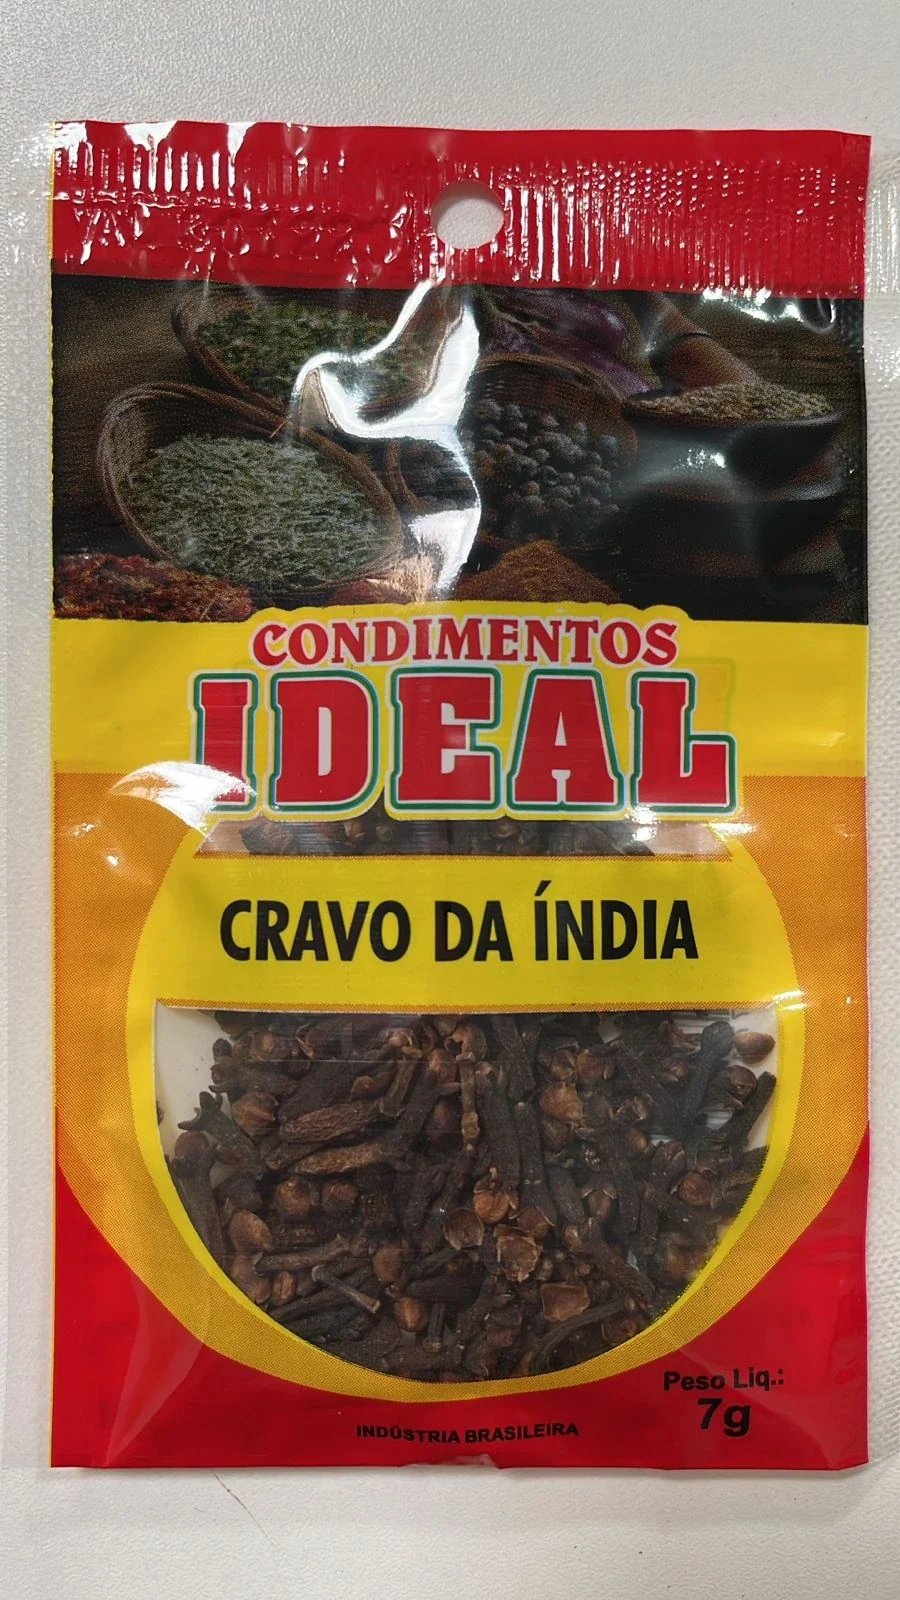 CONDIMENTOS
IDEAL
CRAVO DA ÍNDIA
Peso Liq.:
7g
INDÚSTRIA BRASILEIRA